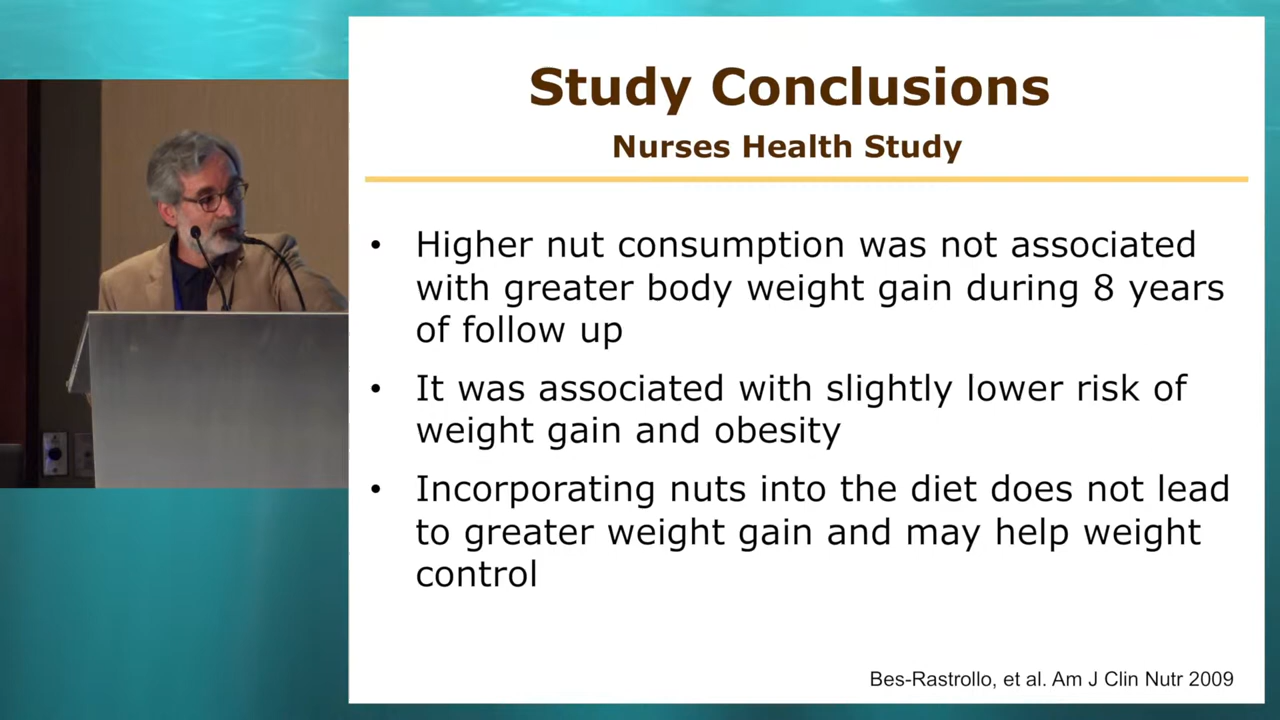 Study Conclusions
Nurses Health Study
• Higher nut consumption was not associated
with greater body weight gain during 8 years
of follow up
• It was associated with slightly lower risk of
weight gain and obesity
• Incorporating nuts into the diet does not lead
to greater weight gain and may help weight
control
Bes-Rastrollo, et al. Am J Clin Nutr 2009